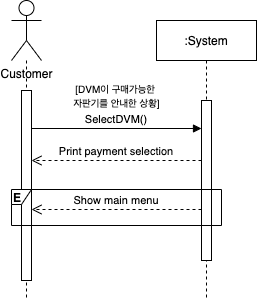 :System
Customer
[DVM이 구매가능한
자판기를 안내한 상황]
SelectDVM()
Print payment selection
E
Show main menu